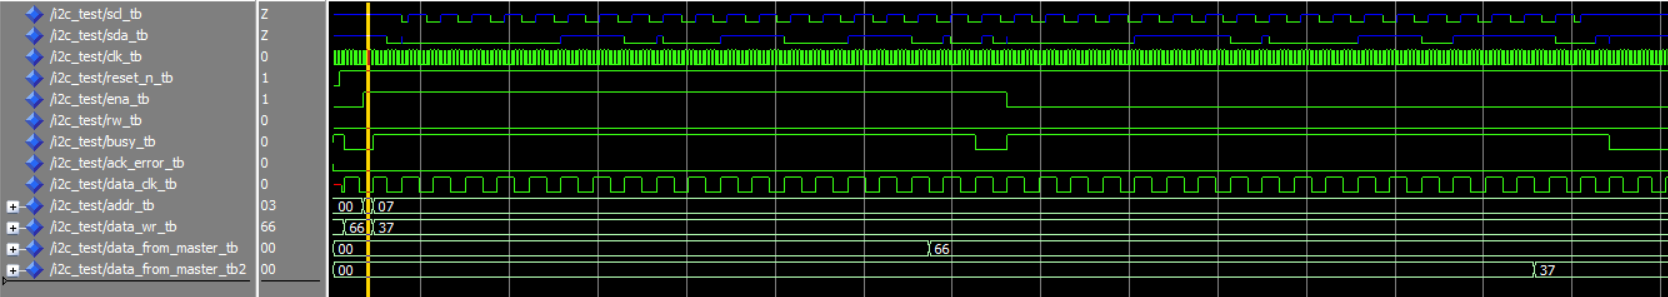 /i2c_test/scl_tb Z
/i2c_test/sda_tb Z
/i2c_test/clk_tb 0
/i2c_test/reset_n_tb 1
/i2c_test/ena_tb 1
/i2c_test/rw_tb 0
/i2c_test/busy_tb 0
/i2c_test/ack_error_tb 0
/i2c_test/data_clk_tb 0
/i2c_test/addr_tb 03 00 07
/i2c_test/data_wr_tb 66 66 37
/i2c_test/data_from_master_tb 00 00 66
/i2c_test/data_from_master_tb2 00 00 37